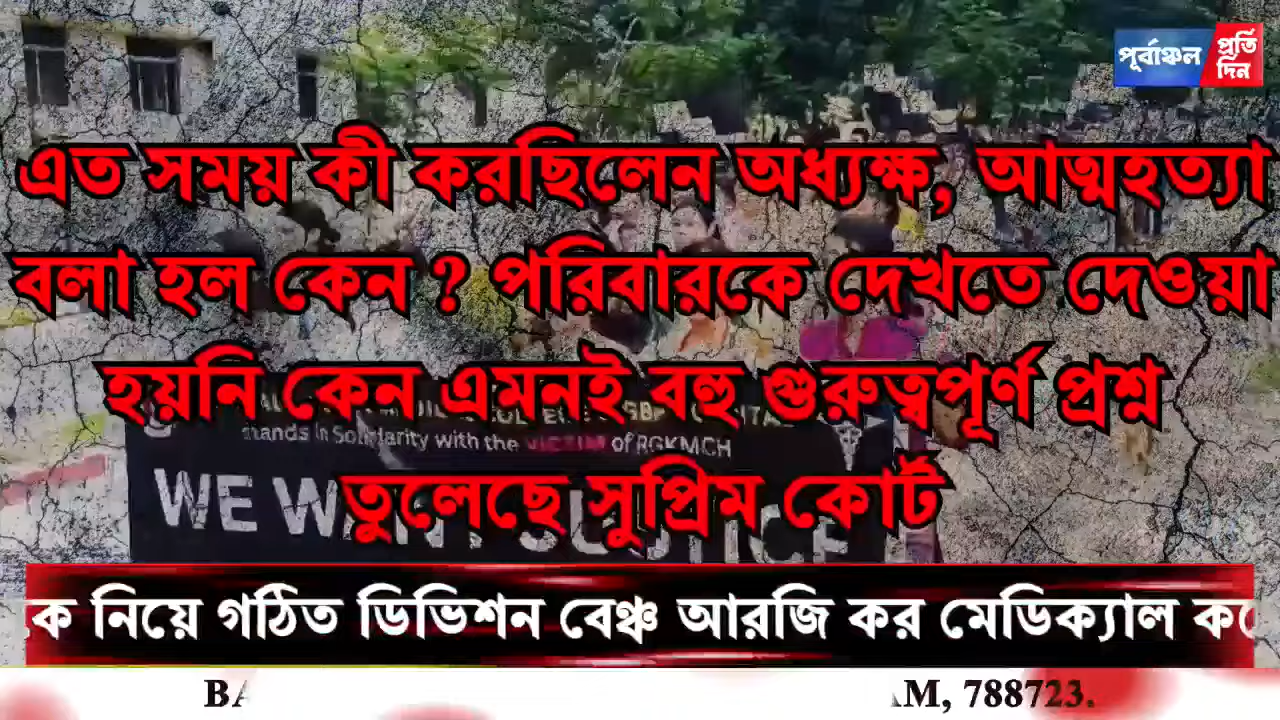 পূর্বাঞ্চল প্রতি দিন
এত সময় কী করছিলেন অধ্যক্ষ, আত্মহত্যা
বলা হল কেন ? পরিবারকে দেখতে দেওয়া
হয়নি কেন এমনই বহু গুরুত্বপূর্ণ প্রশ্ন
তুলেছে সুপ্রিম কোর্ট
stands in Solidarity with the VICTIM of RGKMCH
WE WANT JUSTICE
ক নিয়ে গঠিত ডিভিশন বেঞ্চ আরজি কর মেডিক্যাল
788723.